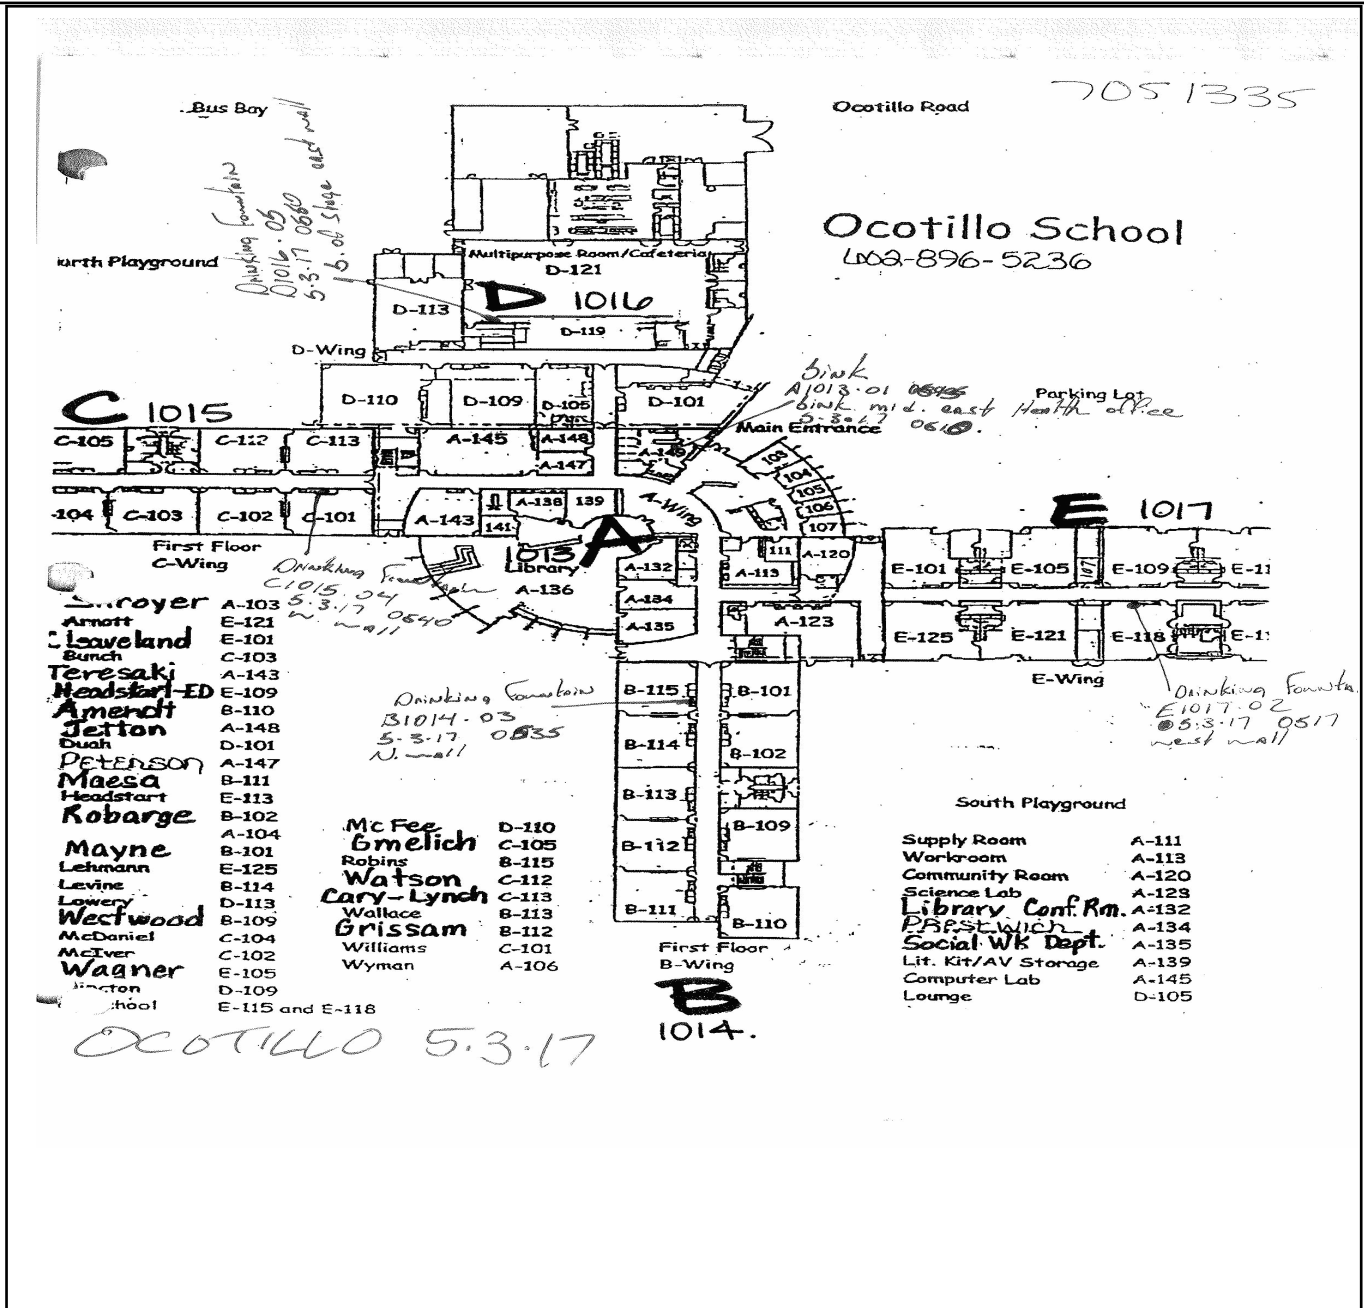 7051335
Bus Bay
Ocotillo Road
Drinking Fountain
D1016.05
5.3.17 0550
of stage east wall
Ocotillo School
602-896-5236
Playground
Multipurpose Room/Cafeteria
D-121
D 1016
D-113
D-119
D-Wing
Sink
A1013.01
Sink mid. east Health office
5.3.17
Parking Lot
Main Entrance
C 1015
D-110
D-109
D-105
D-101
C-105
C-112
C-113
A-145
A-148
A-147
A-149
103
104
105
106
107
-104
C-103
C-102
C-101
A-143
141
A-138
139
A-Wing
A
1013
Library
A-136
First Floor
C-Wing
A-132
A-134
A-135
111
A-113
A-120
A-123
E 1017
E-101
E-105
107
E-109
E-11
E-125
E-121
E-118
E-1
E-Wing
Drinking Fountain
C1015.04
5.3.17 0540
W. wall
Drinking Fountain
B1014.03
5.3.17 0535
N. wall
Drinking Founta
E1017.02
5.3.17 0517
west wall
B-115
B-101
B-114
B-102
B-113
B-109
B-112
B-111
B-110
First Floor
B-Wing
B
1014.
Shroyer A-103
Arnott E-121
Cleaveland E-101
Bunch C-103
Teresaki A-143
Headstart-ED E-109
Amendt B-110
Jetton A-148
Duah D-101
PETERSON A-147
Maesa B-111
Headstart E-113
Robarge B-102
A-104
Mayne B-101
Lehmann E-125
Levine B-114
Lowery D-113
Westwood B-109
McDaniel C-104
McIver C-102
Wagner E-105
D-109
E-115 and E-118
McFee D-110
Gmelich C-105
Robins B-115
Watson C-112
Cary-Lynch C-113
Wallace B-113
Grissam B-112
Williams C-101
Wyman A-106
South Playground
Supply Room A-111
Workroom A-113
Community Room A-120
Science Lab A-123
Library Conf. Rm. A-132
PRESTWICH A-134
Social WK Dept. A-135
Lit. Kit/AV Storage A-139
Computer Lab A-145
Lounge D-105
OCOTILLO 5.3.17